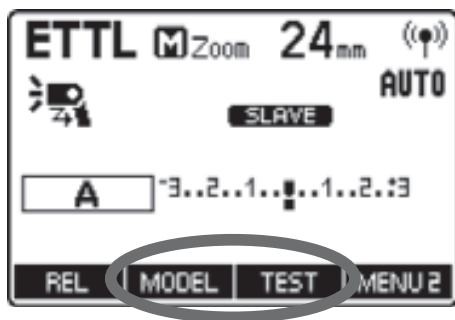 ETTL M Zoom 24mm
AUTO
SLAVE
A -3..2..1..0..1..2.:3
REL MODEL TEST MENU 2